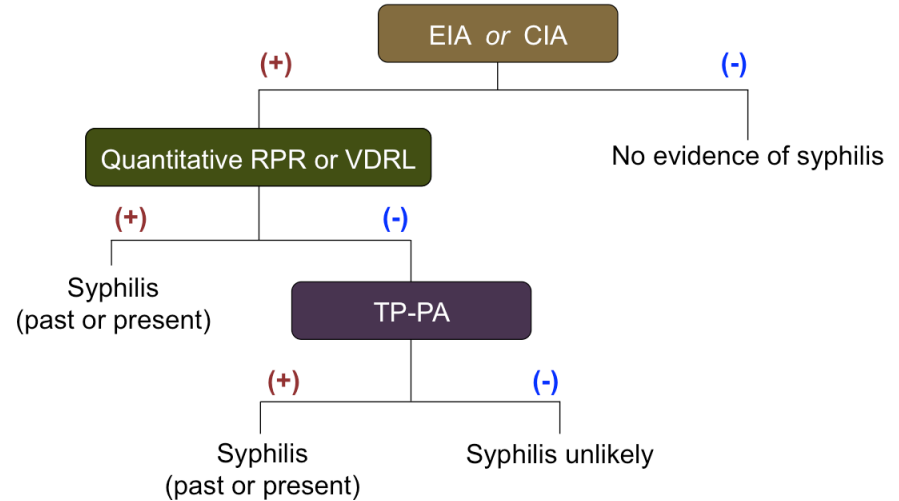 EIA or CIA
(+)
(-)
Quantitative RPR or VDRL
No evidence of syphilis
(+)
(-)
Syphilis
(past or present)
TP-PA
(+)
(-)
Syphilis
(past or present)
Syphilis unlikely